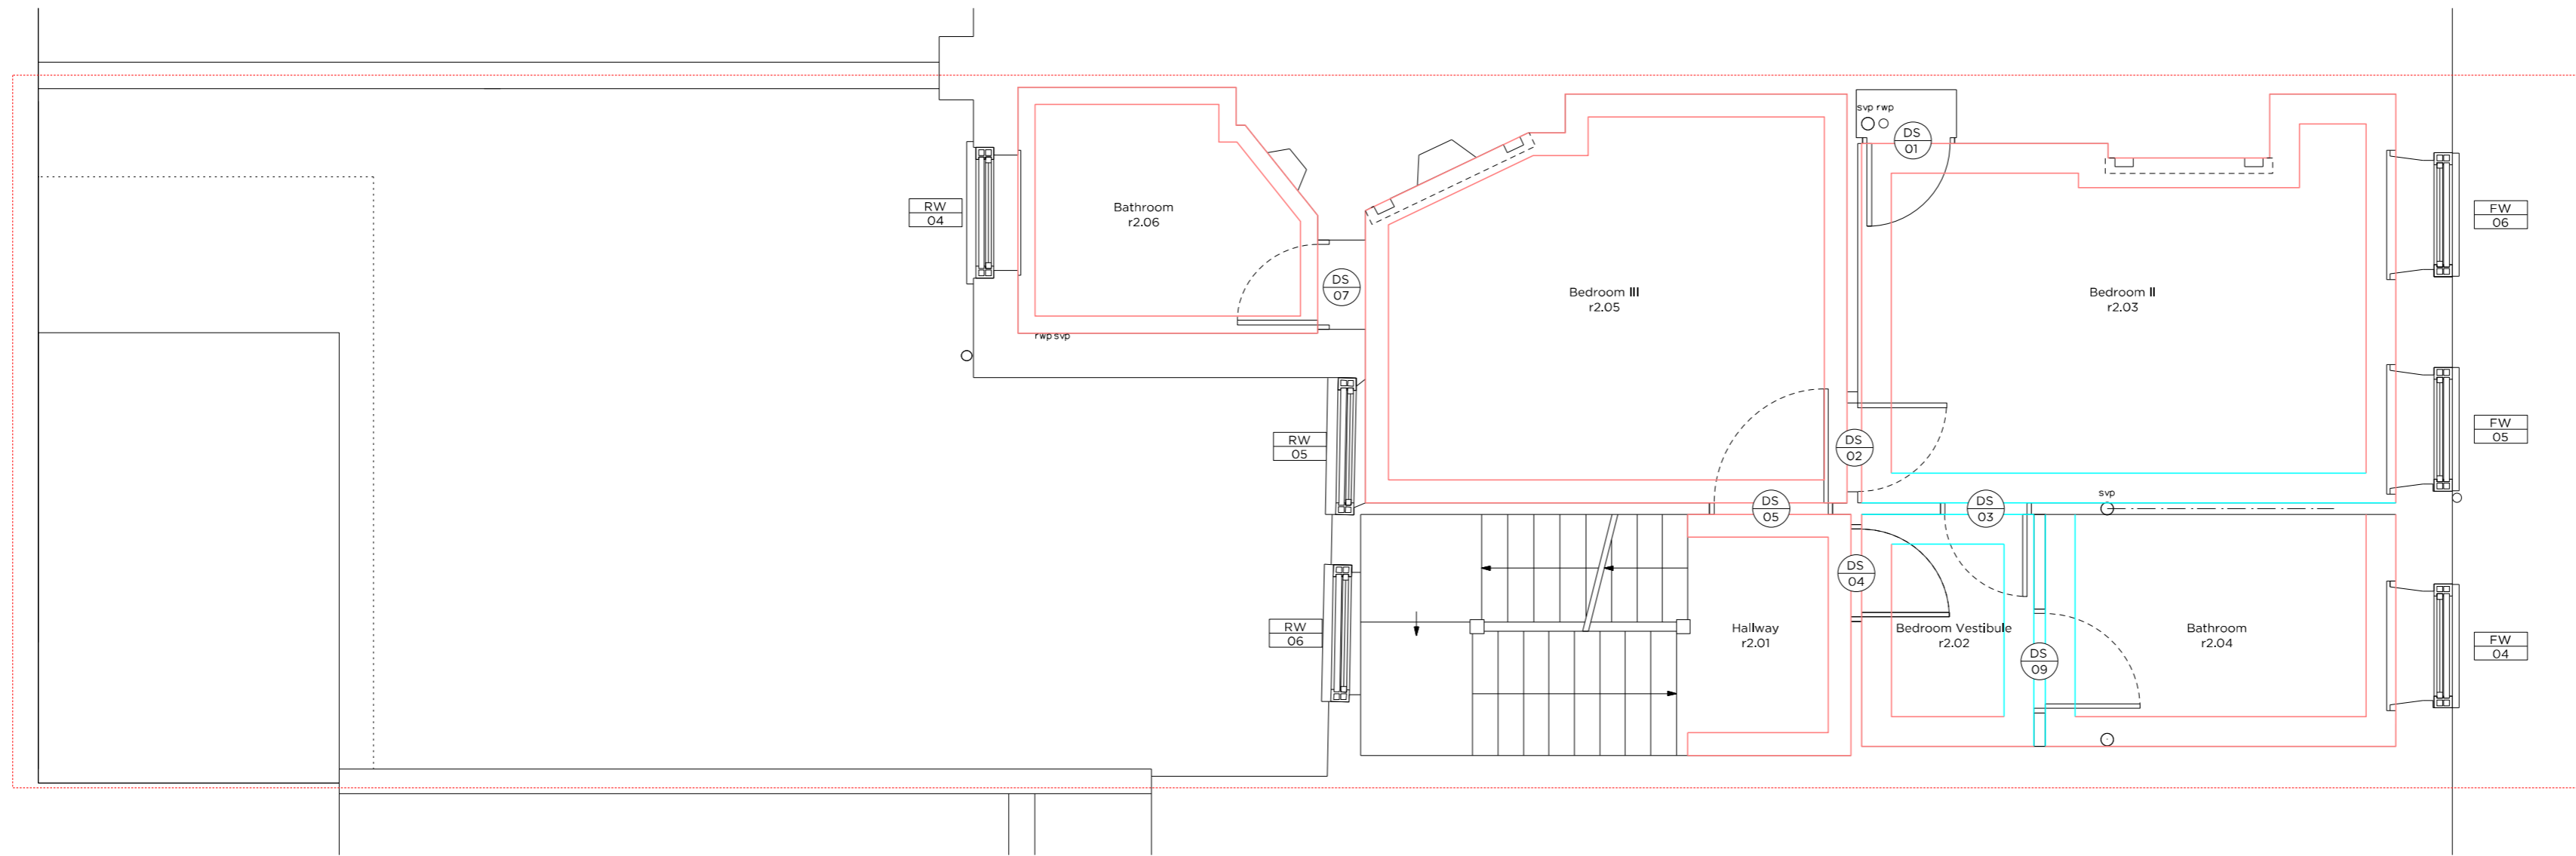 svp rwp
DS
01
RW
04
Bathroom
r2.06
FW
06
DS
07
Bedroom III
r2.05
Bedroom II
r2.03
rwp svp
RW
05
DS
02
FW
05
svp
DS
05
DS
03
DS
04
RW
06
Hallway
r2.01
Bedroom Vestibule
r2.02
DS
09
Bathroom
r2.04
FW
04